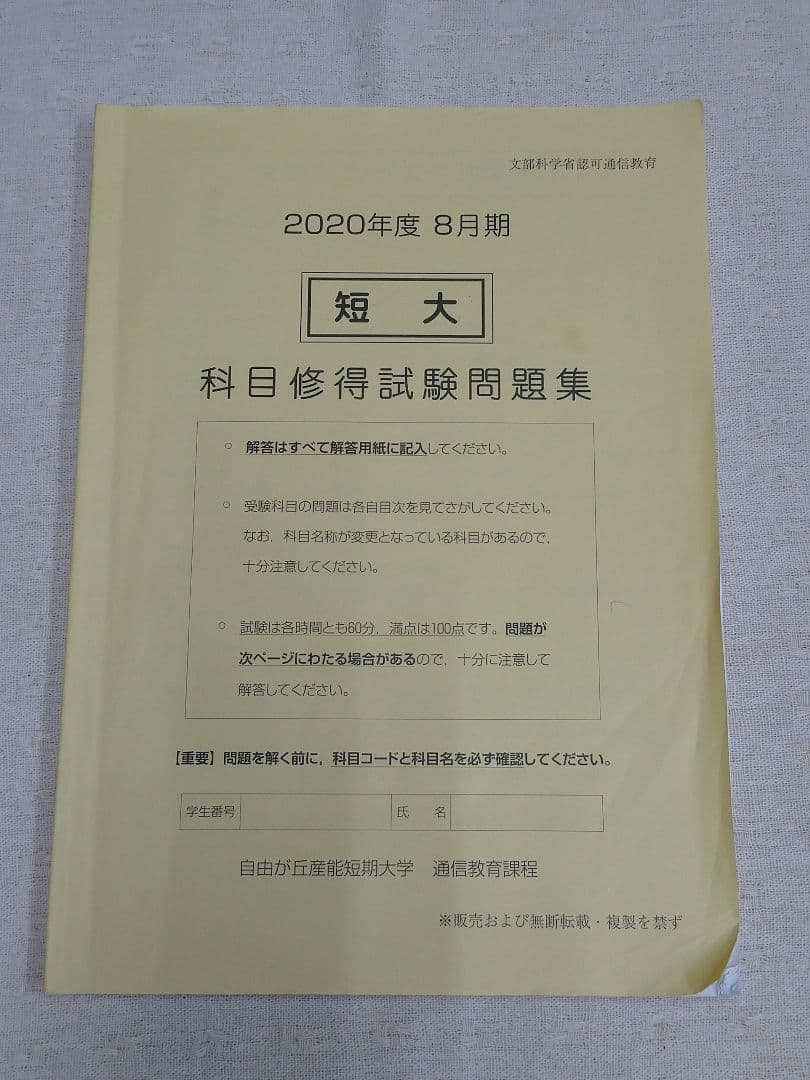 文部科学省認可通信教育
2020年度 8月期
短 大
科目修得試験問題集
○ 解答はすべて解答用紙に記入してください。
○ 受験科目の問題は各自目次を見てさがしてください。
なお，科目名称が変更となっている科目があるので，
十分注意してください。
○ 試験は各時間とも60分，満点は100点です。問題が
次ページにわたる場合があるので，十分に注意して
解答してください。
【重要】問題を解く前に，科目コードと科目名を必ず確認してください。
学生番号 氏 名
自由が丘産能短期大学 通信教育課程
※販売および無断転載・複製を禁ず